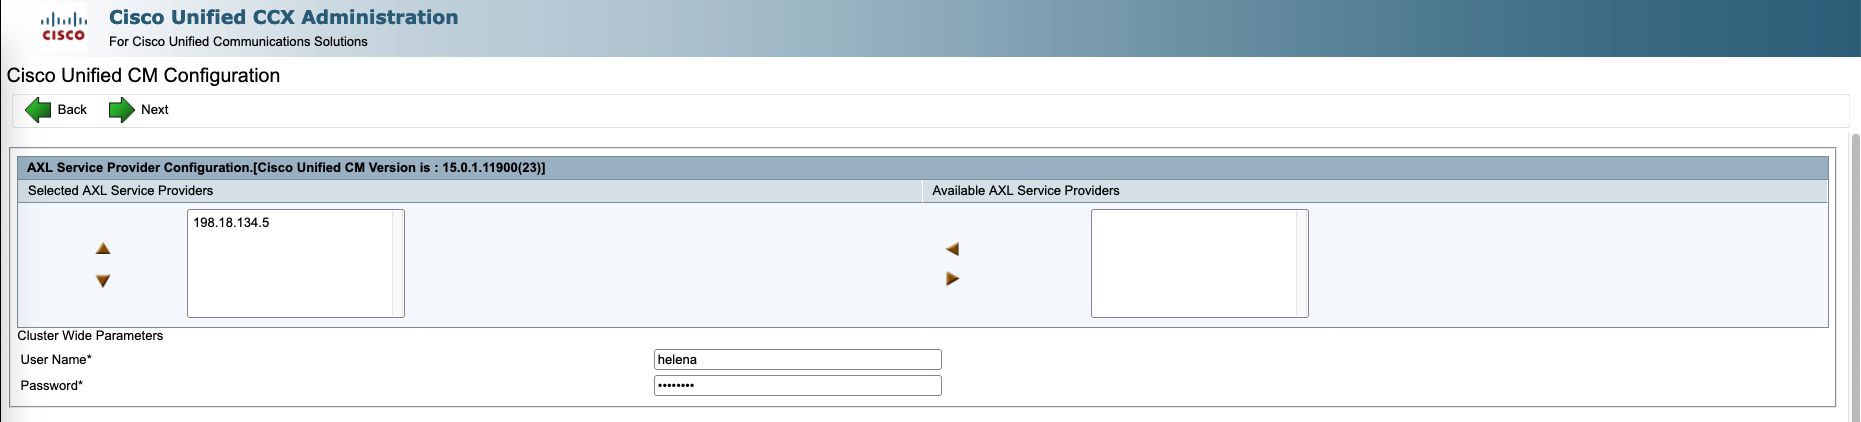 Cisco Unified CCX Administration
CISCO
For Cisco Unified Communications Solutions
Cisco Unified CM Configuration
Back Next
AXL Service Provider Configuration.[Cisco Unified CM Version is : 15.0.1.11900(23)]
Selected AXL Service Providers Available AXL Service Providers
198.18.134.5
Cluster Wide Parameters
User Name* helena
Password* ••••••••